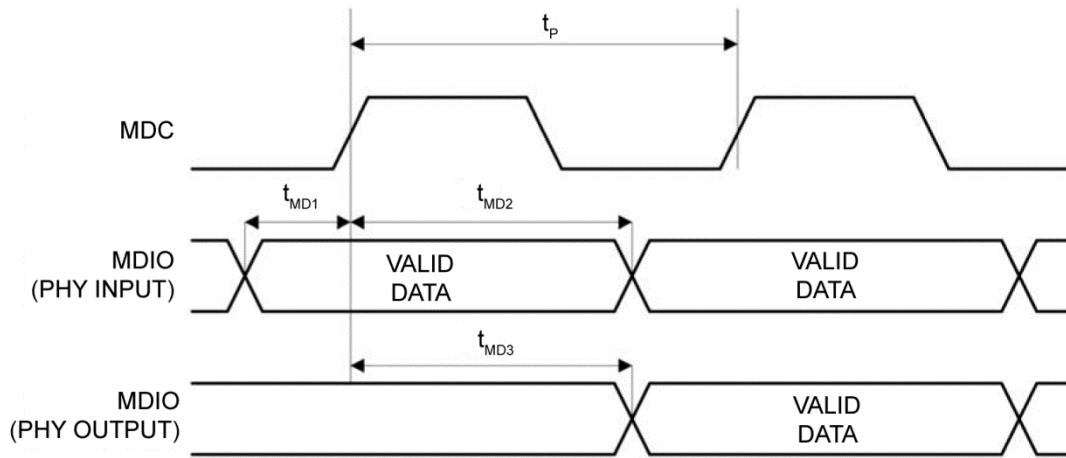 tP
MDC
tMD1
tMD2
MDIO
(PHY INPUT)
VALID
DATA
VALID
DATA
tMD3
MDIO
(PHY OUTPUT)
VALID
DATA